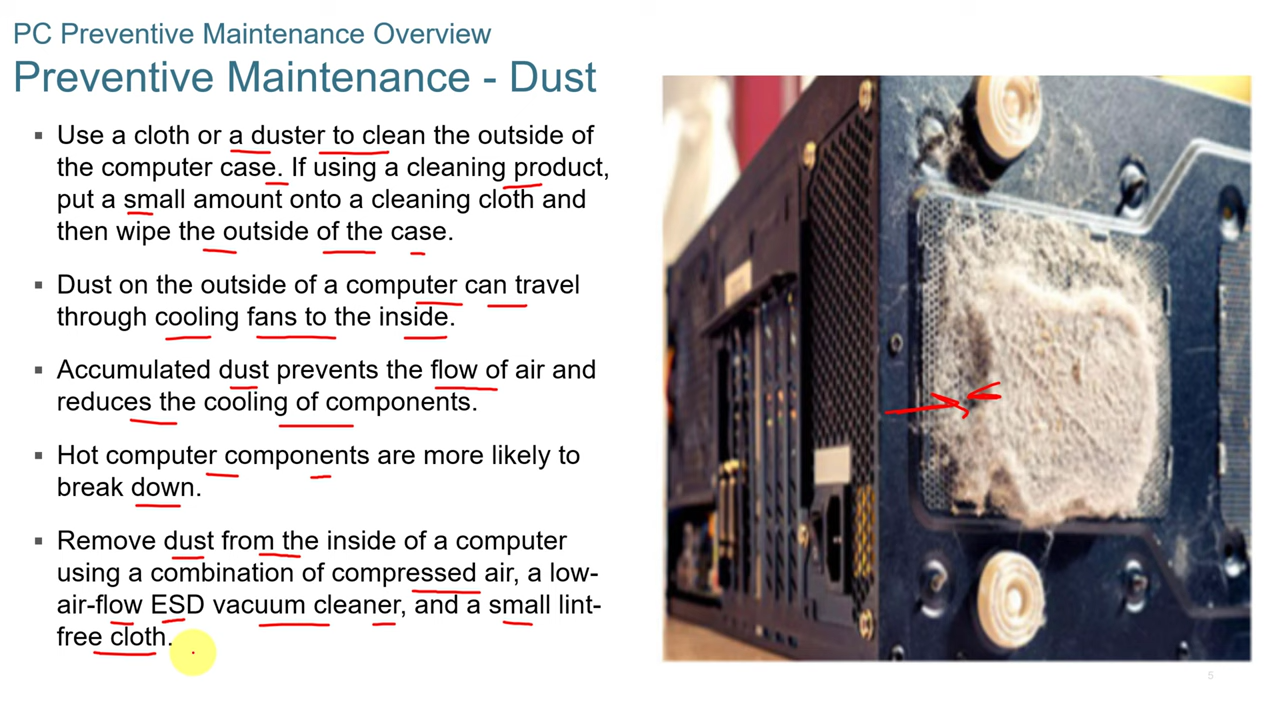 PC Preventive Maintenance Overview
Preventive Maintenance - Dust
▪ Use a cloth or a duster to clean the outside of
the computer case. If using a cleaning product,
put a small amount onto a cleaning cloth and
then wipe the outside of the case.
▪ Dust on the outside of a computer can travel
through cooling fans to the inside.
▪ Accumulated dust prevents the flow of air and
reduces the cooling of components.
▪ Hot computer components are more likely to
break down.
▪ Remove dust from the inside of a computer
using a combination of compressed air, a low-
air-flow ESD vacuum cleaner, and a small lint-
free cloth.
5